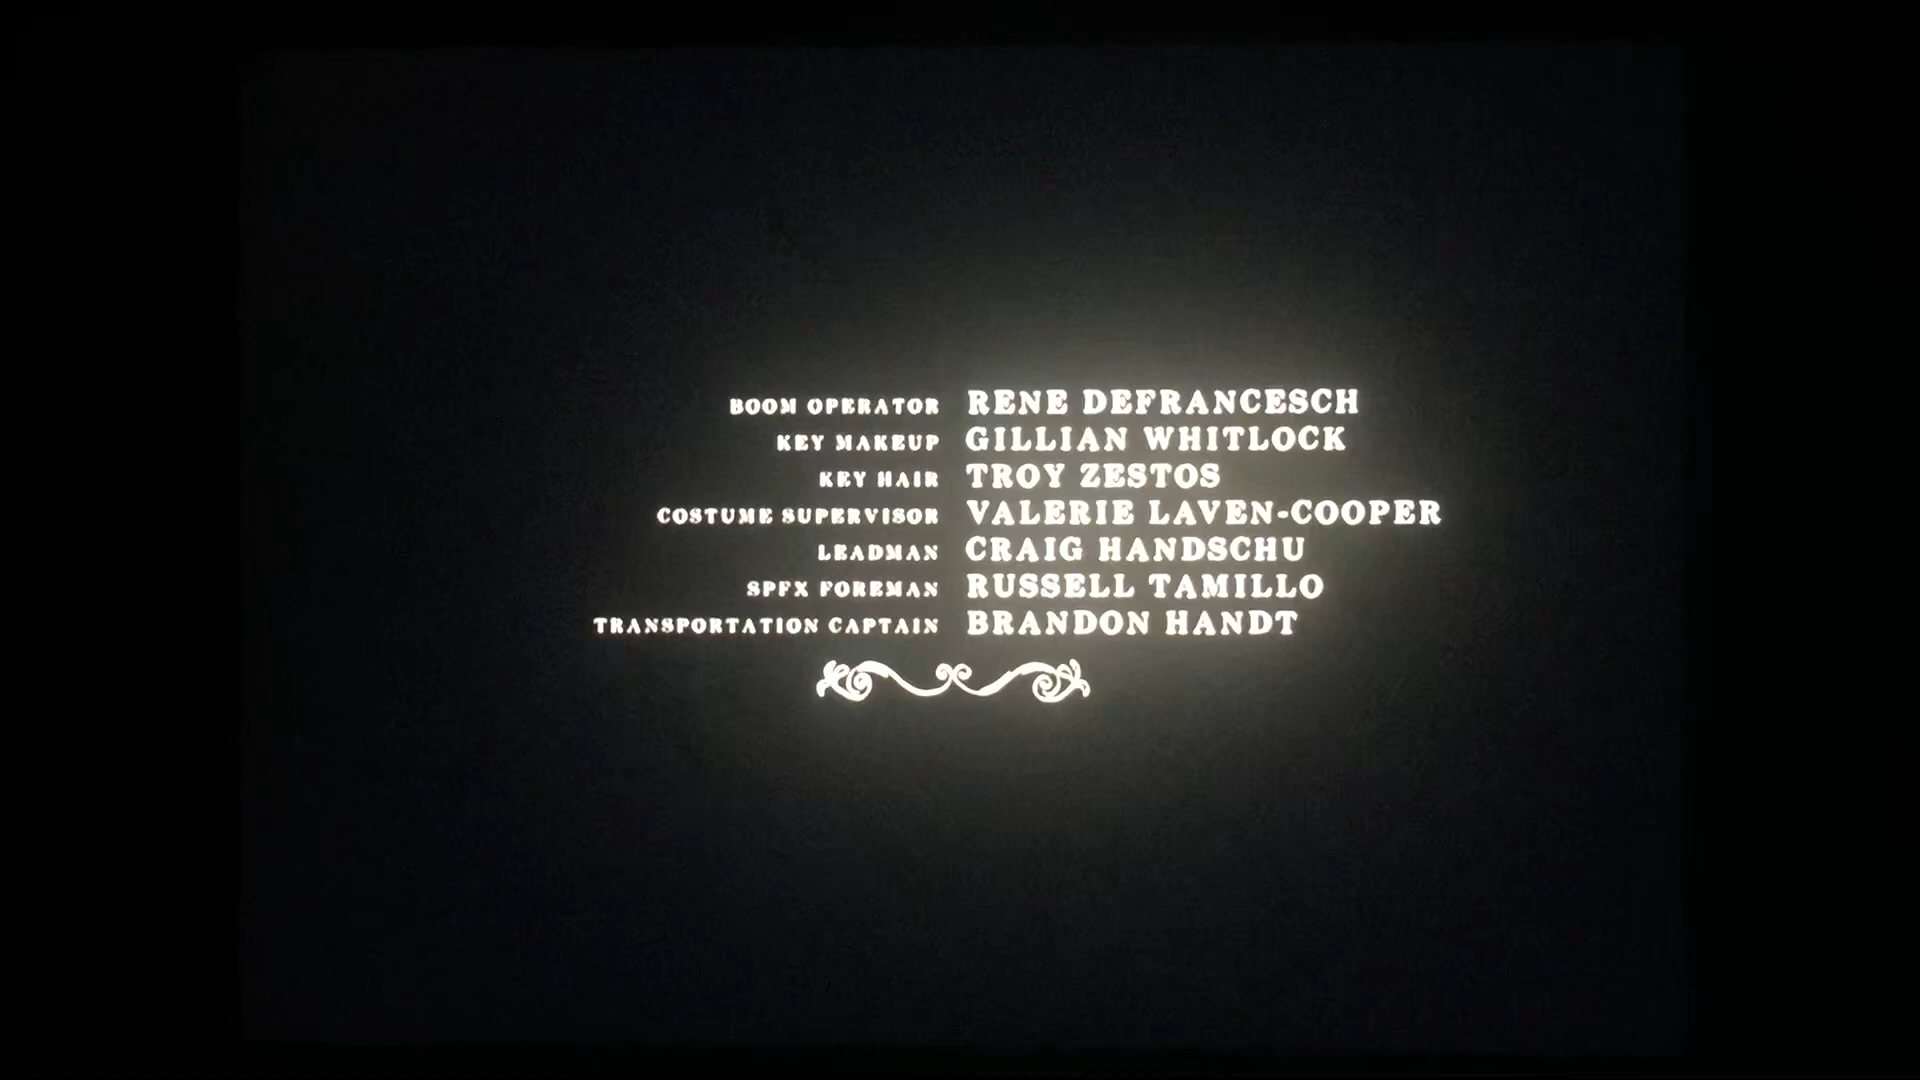 BOOM OPERATOR RENE DEFRANCESCH
KEY MAKEUP GILLIAN WHITLOCK
KEY HAIR TROY ZESTOS
COSTUME SUPERVISOR VALERIE LAVEN-COOPER
LEADMAN CRAIG HANDSCHU
SPFX FOREMAN RUSSELL TAMILLO
TRANSPORTATION CAPTAIN BRANDON HANDT